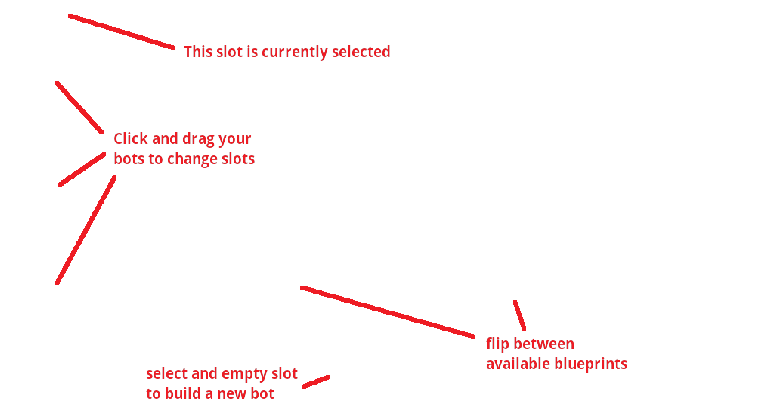 This slot is currently selected
Click and drag your
bots to change slots
flip between
available blueprints
select and empty slot
to build a new bot